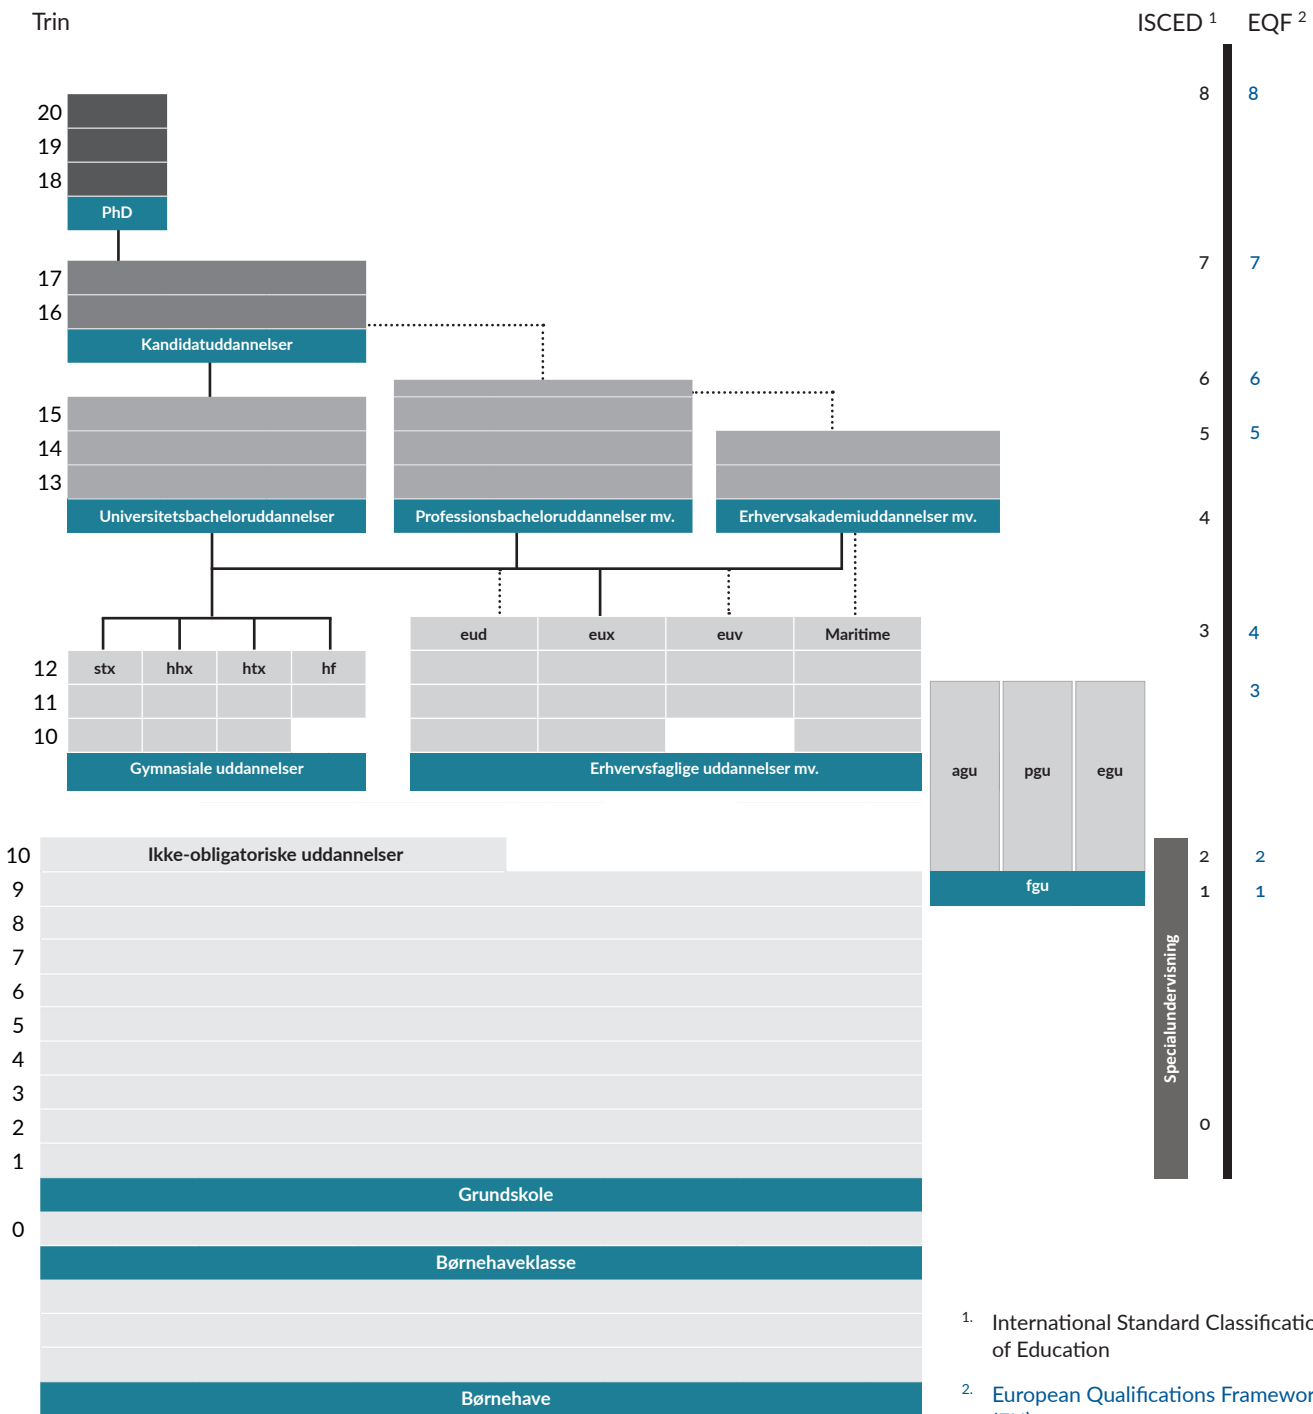 Trin
ISCED 1
EQF 2
20
8
8
19
18
PhD
17
7
7
16
Kandidatuddannelser
6
6
15
14
5
5
13
Universitetsbacheloruddannelser
Professionsbacheloruddannelser mv.
Erhvervsakademiuddannelser mv.
4
eud
eux
euv
Maritime
3
4
12
stx
hhx
htx
hf
11
3
10
Gymnasiale uddannelser
Erhvervsfaglige uddannelser mv.
agu
pgu
egu
10
Ikke-obligatoriske uddannelser
2
2
9
fgu
1
1
8
7
6
5
4
3
2
1
Specialundervisning
0
Grundskole
0
Børnehaveklasse
Børnehave
1. International Standard Classificatio
of Education
2. European Qualifications Framewor